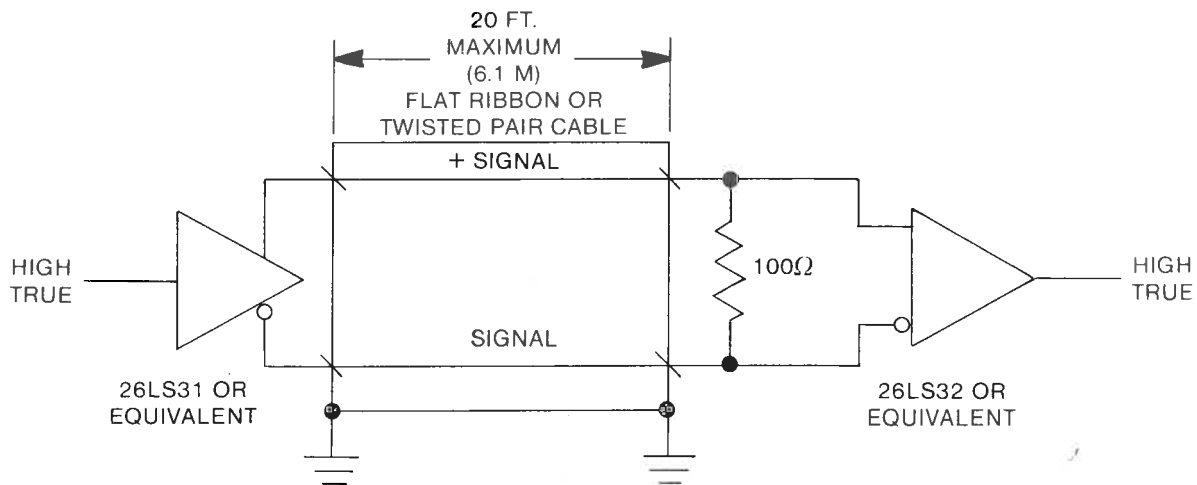 20 FT.
MAXIMUM
(6.1 M)
FLAT RIBBON OR
TWISTED PAIR CABLE
+ SIGNAL
HIGH
TRUE
100Ω
HIGH
TRUE
SIGNAL
26LS31 OR
EQUIVALENT
26LS32 OR
EQUIVALENT